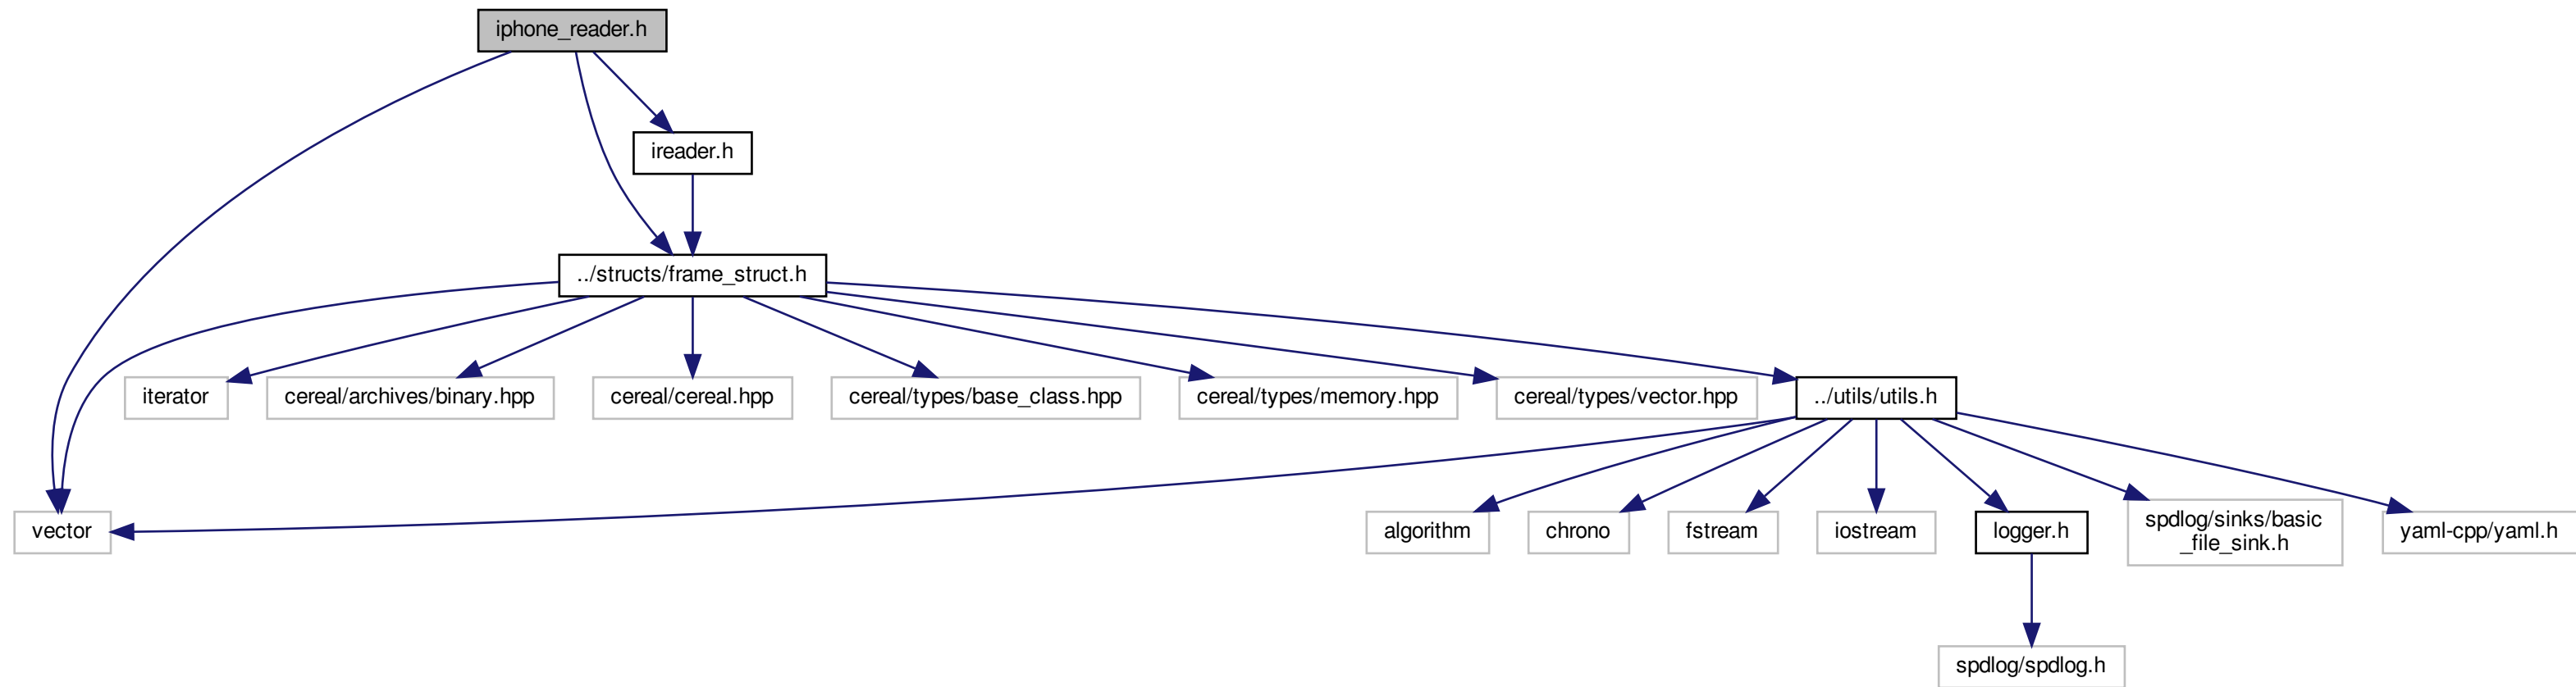 iphone_reader.h
ireader.h
../structs/frame_struct.h
iterator
cereal/archives/binary.hpp
cereal/cereal.hpp
cereal/types/base_class.hpp
cereal/types/memory.hpp
cereal/types/vector.hpp
../utils/utils.h
vector
algorithm
chrono
fstream
iostream
logger.h
spdlog/sinks/basic
_file_sink.h
yaml-cpp/yaml.h
spdlog/spdlog.h